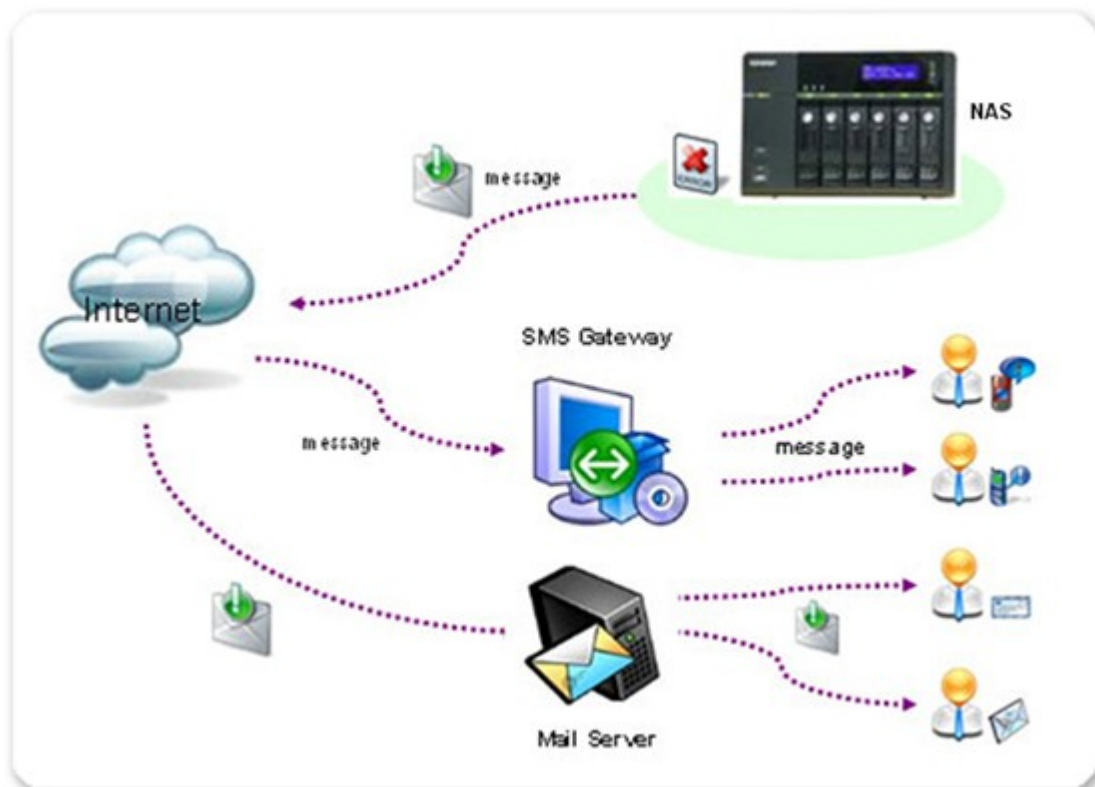 NAS
message
Internet
SMS Gateway
message
message
Mail Server